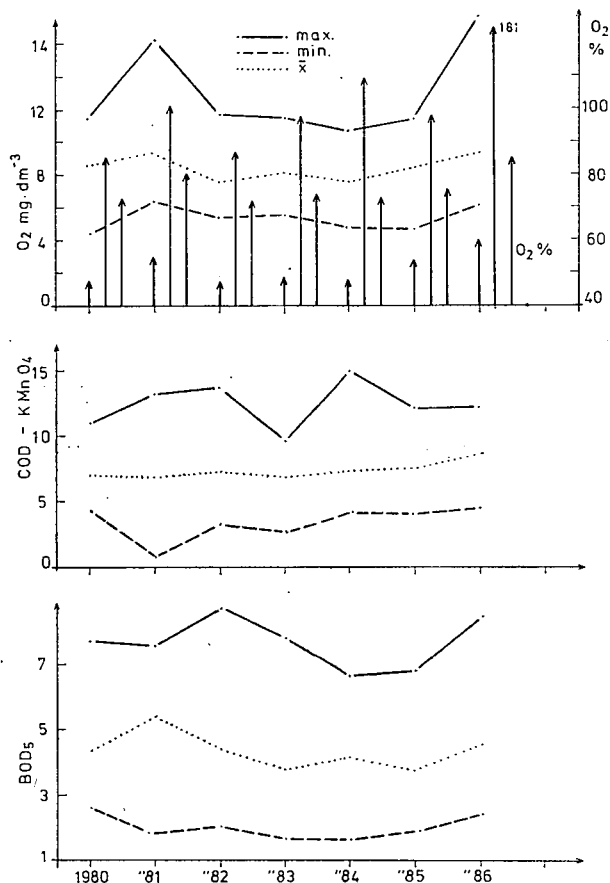 max.
min.
x̄
O₂ mg·dm⁻³
14
12
8
4
0
O₂
%
100
80
60
40
161
O₂%
COD - KMnO₄
15
10
5
0
BOD₅
7
5
3
1
1980 "81 "82 "83 "84 "85 "86